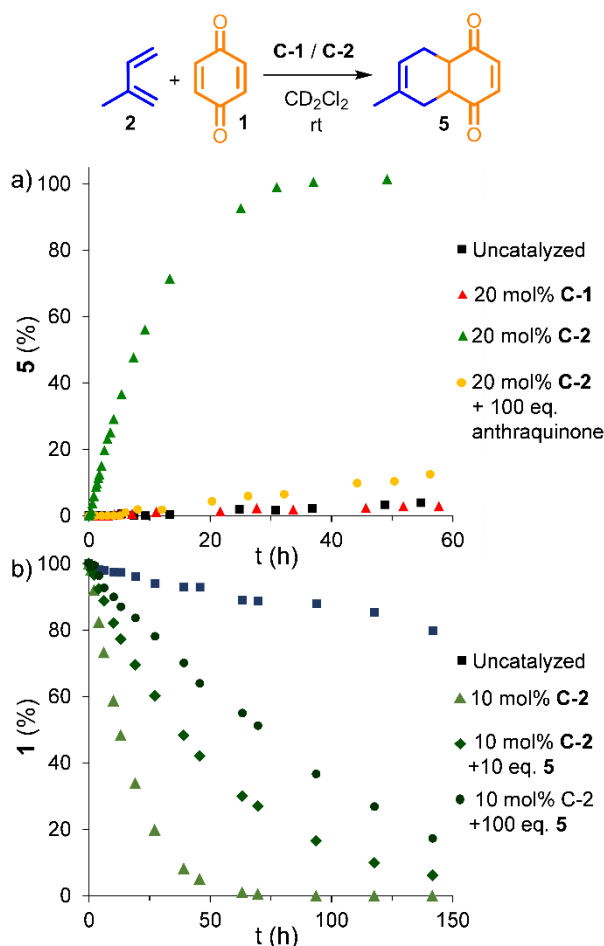 O
O
C-1 / C-2
+
CD₂Cl₂
rt
O
O
2
1
5
a)
100
80
60
40
20
0
5 (%)
0
20
40
60
t (h)
Uncatalyzed
20 mol% C-1
20 mol% C-2
20 mol% C-2
+ 100 eq.
anthraquinone
b)
100
80
60
40
20
0
1 (%)
0
50
100
150
t (h)
Uncatalyzed
10 mol% C-2
10 mol% C-2
+10 eq. 5
10 mol% C-2
+100 eq. 5